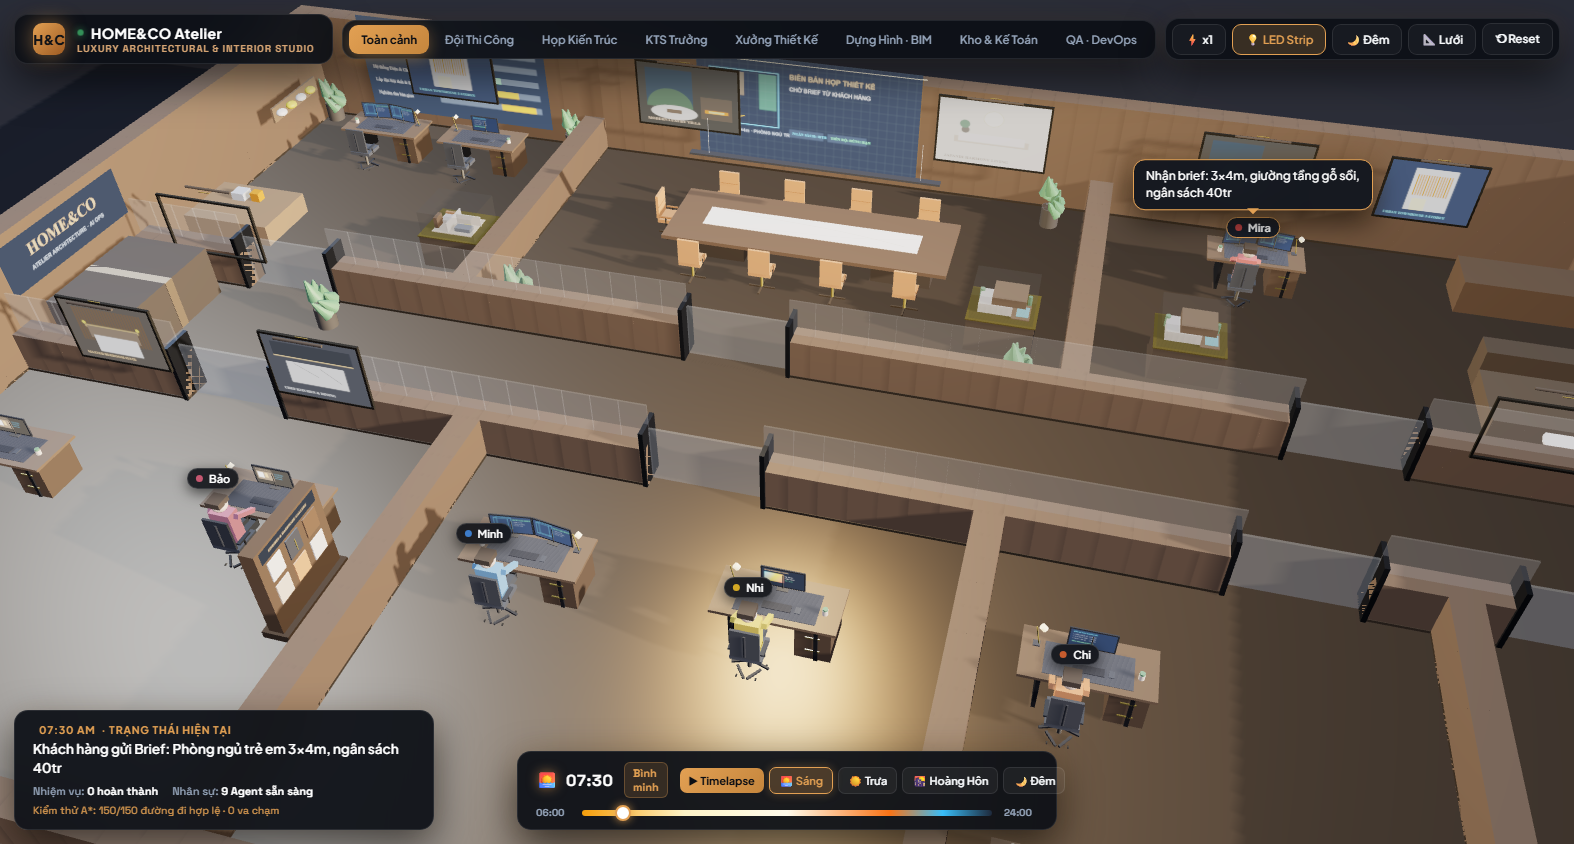 H&C
HOME&CO Atelier
LUXURY ARCHITECTURAL & INTERIOR STUDIO
Toàn cảnh
Đội Thi Công
Họp Kiến Trúc
KTS Trưởng
Xưởng Thiết Kế
Dựng Hình · BIM
Kho & Kế Toán
QA · DevOps
x1
LED Strip
Đêm
Lưới
Reset
BIÊN BẢN HỌP THIẾT KẾ
CHỜ BRIEF TỪ KHÁCH HÀNG
Nhận brief: 3×4m, giường tầng gỗ sồi,
ngân sách 40tr
Mira
HOME&CO
ATELIER ARCHITECTURE · AI OPS
Bảo
Minh
Nhi
Chi
07:30 AM · TRẠNG THÁI HIỆN TẠI
Khách hàng gửi Brief: Phòng ngủ trẻ em 3×4m, ngân sách
40tr
Nhiệm vụ: 0 hoàn thành Nhân sự: 9 Agent sẵn sàng
Kiểm thử A*: 150/150 đường đi hợp lệ · 0 va chạm
07:30
Bình
minh
Timelapse
Sáng
Trưa
Hoàng Hôn
Đêm
06:00
24:00